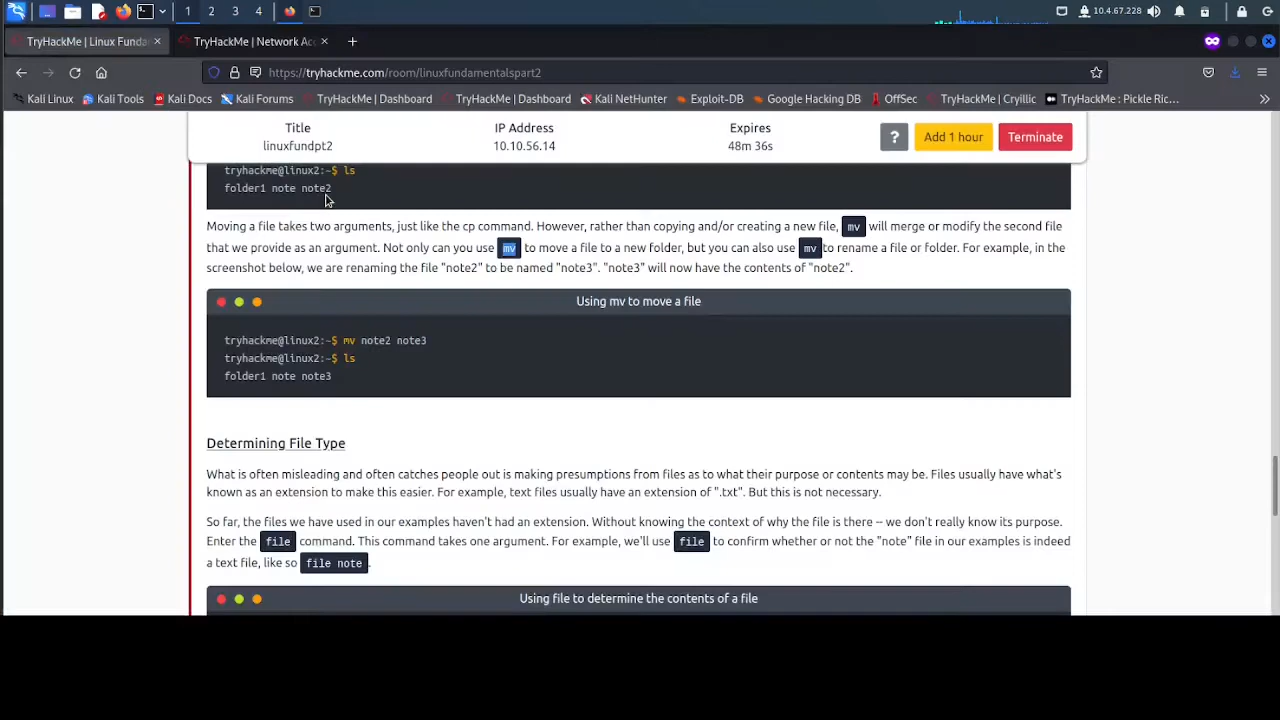 1 2 3 4 10.4.67.228
TryHackMe | Linux Funda TryHackMe | Network Acc
https://tryhackme.com/room/linuxfundamentalspart2
Kali Linux Kali Tools Kali Docs Kali Forums TryHackMe | Dashboard TryHackMe | Dashboard Kali NetHunter Exploit-DB Google Hacking DB OffSec TryHackMe | Cryillic TryHackMe : Pickle Ric...
Title IP Address Expires
linuxfundpt2 10.10.56.14 48m 36s
? Add 1 hour Terminate
tryhackme@linux2:~$ ls
folder1 note note2
Moving a file takes two arguments, just like the cp command. However, rather than copying and/or creating a new file, mv will merge or modify the second file
that we provide as an argument. Not only can you use mv to move a file to a new folder, but you can also use mv to rename a file or folder. For example, in the
screenshot below, we are renaming the file "note2" to be named "note3". "note3" will now have the contents of "note2".
Using mv to move a file
tryhackme@linux2:~$ mv note2 note3
tryhackme@linux2:~$ ls
folder1 note note3
Determining File Type
What is often misleading and often catches people out is making presumptions from files as to what their purpose or contents may be. Files usually have what's
known as an extension to make this easier. For example, text files usually have an extension of ".txt". But this is not necessary.
So far, the files we have used in our examples haven't had an extension. Without knowing the context of why the file is there -- we don't really know its purpose.
Enter the file command. This command takes one argument. For example, we'll use file to confirm whether or not the "note" file in our examples is indeed
a text file, like so file note.
Using file to determine the contents of a file